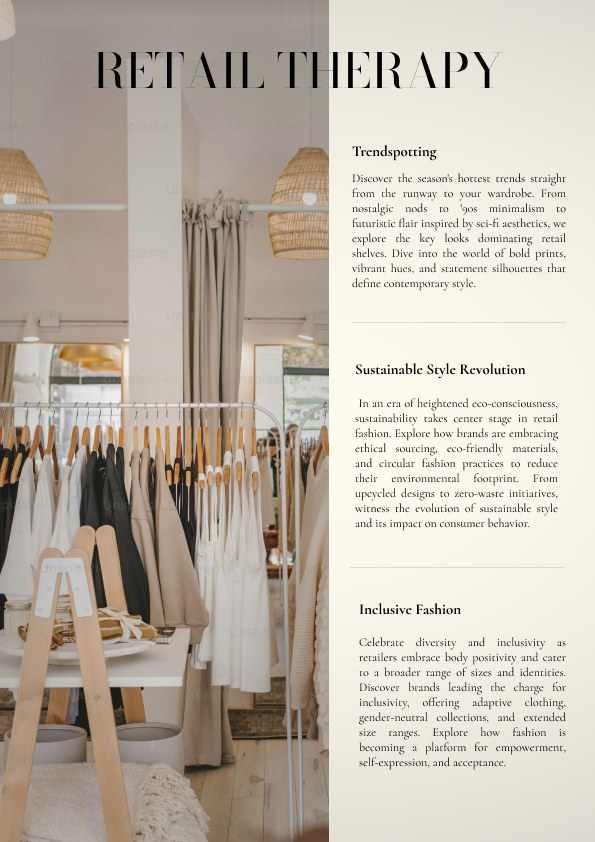 RETAIL THERAPY
Trendspotting
Discover the season's hottest trends straight
from the runway to your wardrobe. From
nostalgic nods to '90s minimalism to
futuristic flair inspired by sci-fi aesthetics, we
explore the key looks dominating retail
shelves. Dive into the world of bold prints,
vibrant hues, and statement silhouettes that
define contemporary style.
Sustainable Style Revolution
In an era of heightened eco-consciousness,
sustainability takes center stage in retail
fashion. Explore how brands are embracing
ethical sourcing, eco-friendly materials,
and circular fashion practices to reduce
their environmental footprint. From
upcycled designs to zero-waste initiatives,
witness the evolution of sustainable style
and its impact on consumer behavior.
Inclusive Fashion
Celebrate diversity and inclusivity as
retailers embrace body positivity and cater
to a broader range of sizes and identities.
Discover brands leading the charge for
inclusivity, offering adaptive clothing,
gender-neutral collections, and extended
size ranges. Explore how fashion is
becoming a platform for empowerment,
self-expression, and acceptance.